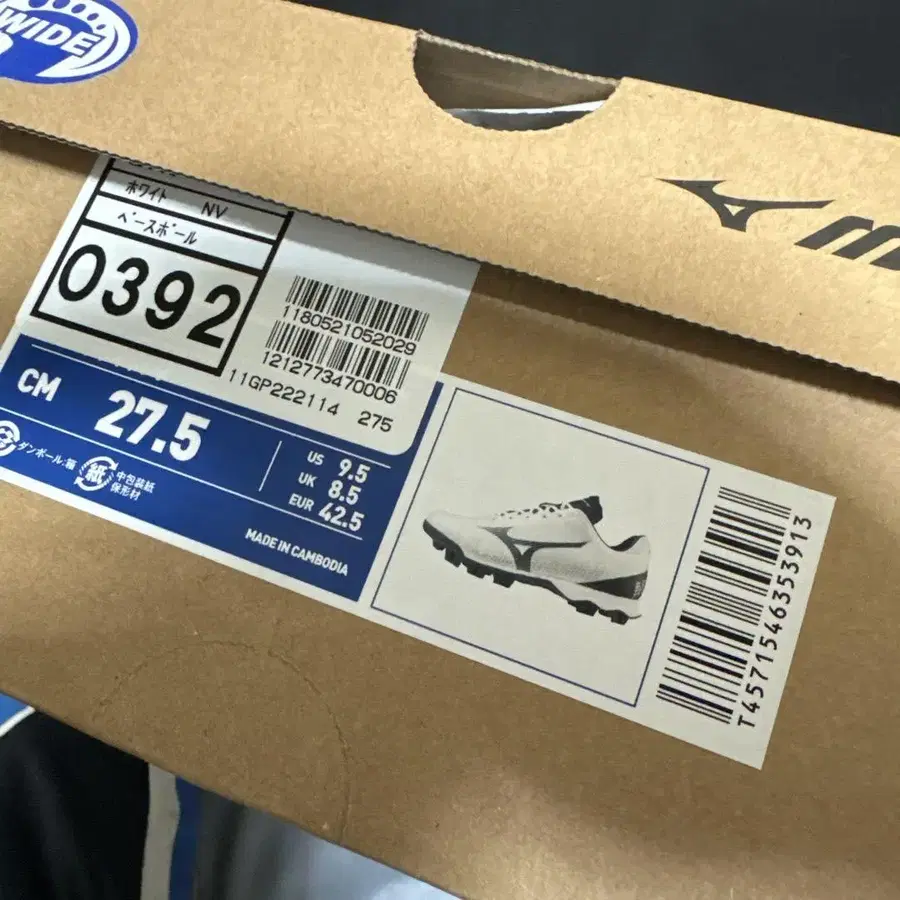 WIDE
ホワイト NV
ベースボール
0392
1180521052029
1212773470006
11GP222114 275
CM 27.5
US 9.5
UK 8.5
EUR 42.5
ダンボール:箱
紙
中包装紙
保形材
MADE IN CAMBODIA
T4571546353913